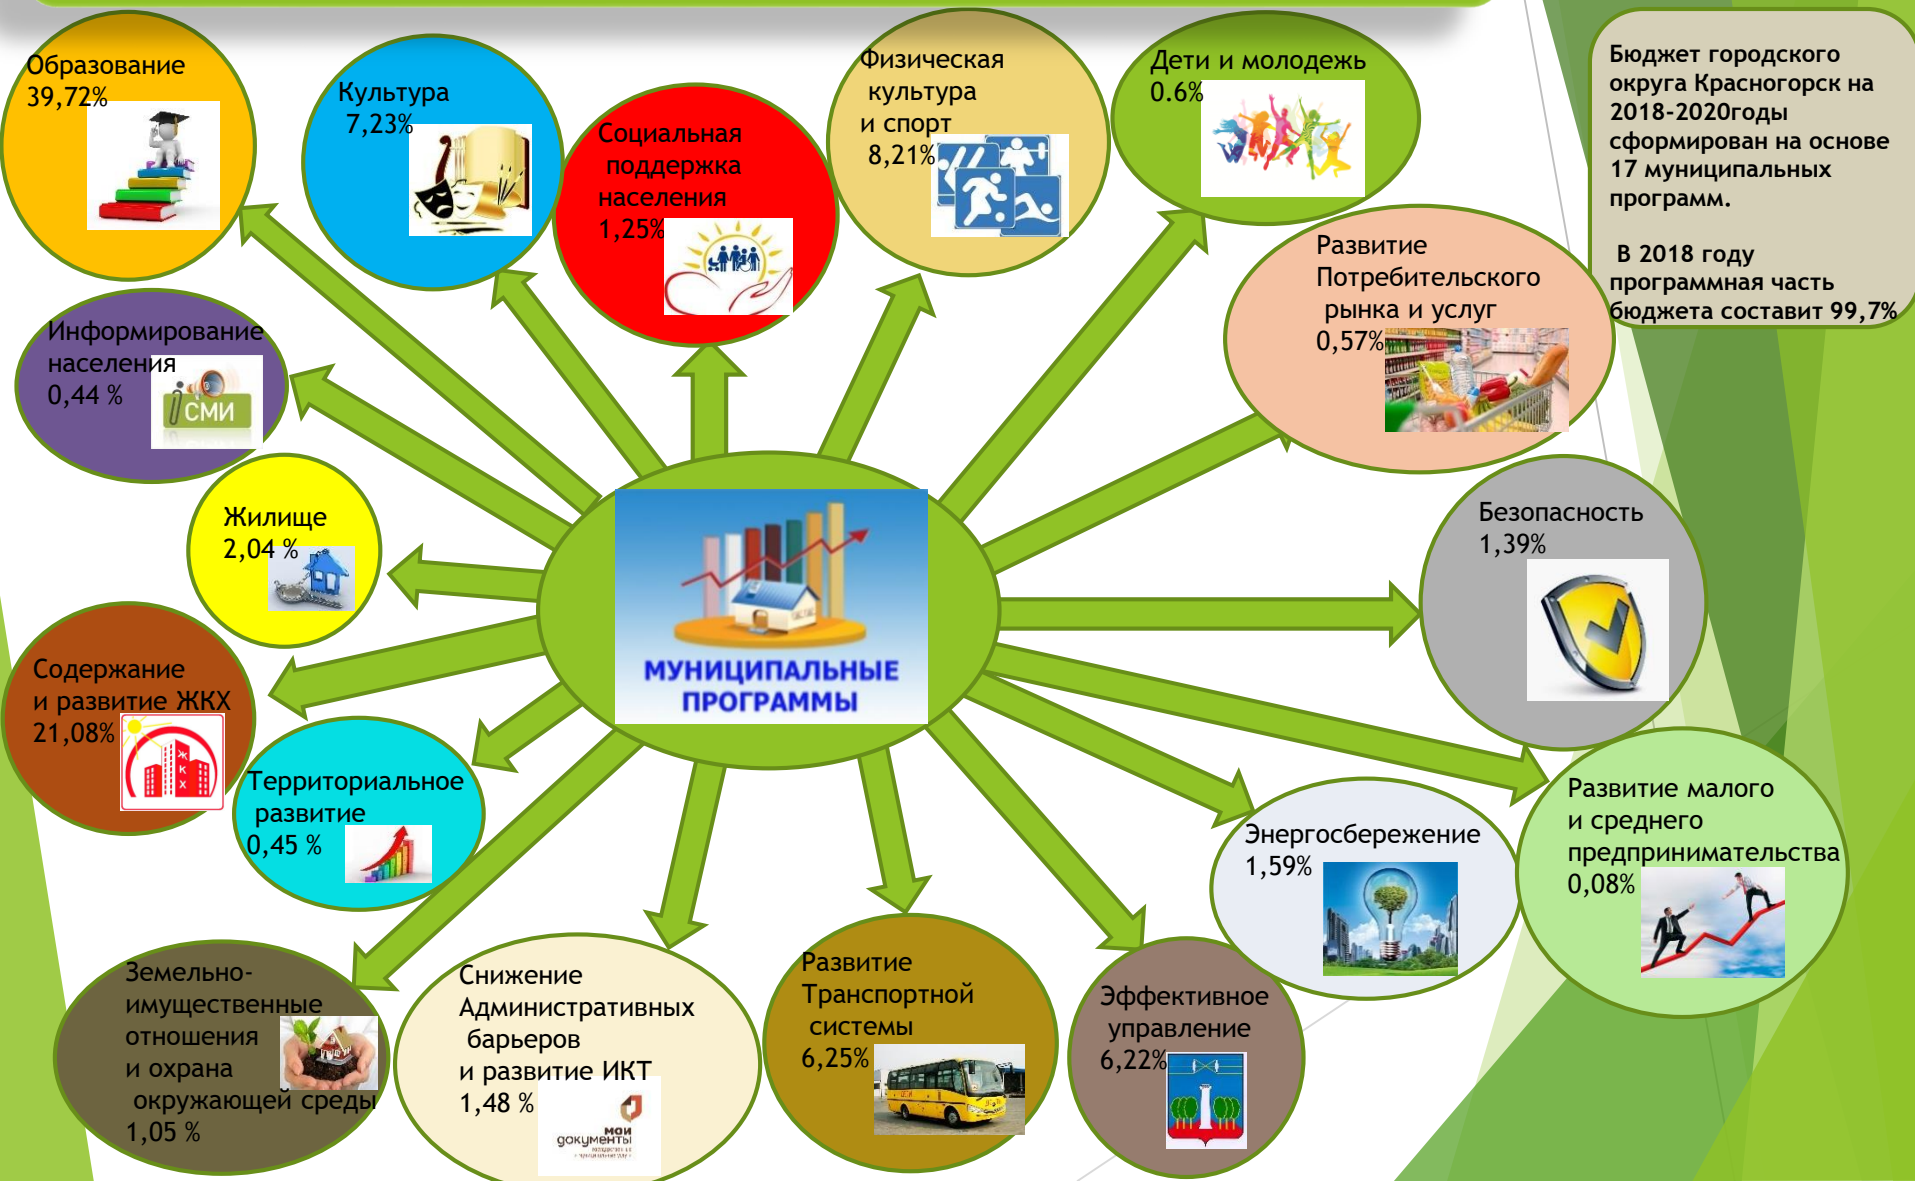 Образование
39,72%
Культура
7,23%
Социальная
поддержка
населения
1,25%
Физическая
культура
и спорт
8,21%
Дети и молодежь
0.6%
Бюджет городского
округа Красногорск на
2018-2020годы
сформирован на основе
17 муниципальных
программ.
В 2018 году
программная часть
бюджета составит 99,7%
Развитие
Потребительского
рынка и услуг
0,57%
Информирование
населения
0,44 %
СМИ
Жилище
2,04 %
Безопасность
1,39%
МУНИЦИПАЛЬНЫЕ
ПРОГРАММЫ
Содержание
и развитие ЖКХ
21,08%
Ж
К
Х
Территориальное
развитие
0,45 %
Энергосбережение
1,59%
Развитие малого
и среднего
предпринимательства
0,08%
Земельно-
имущественные
отношения
и охрана
окружающей среды
1,05 %
Снижение
Административных
барьеров
и развитие ИКТ
1,48 %
мои
документы
Развитие
Транспортной
системы
6,25%
Эффективное
управление
6,22%